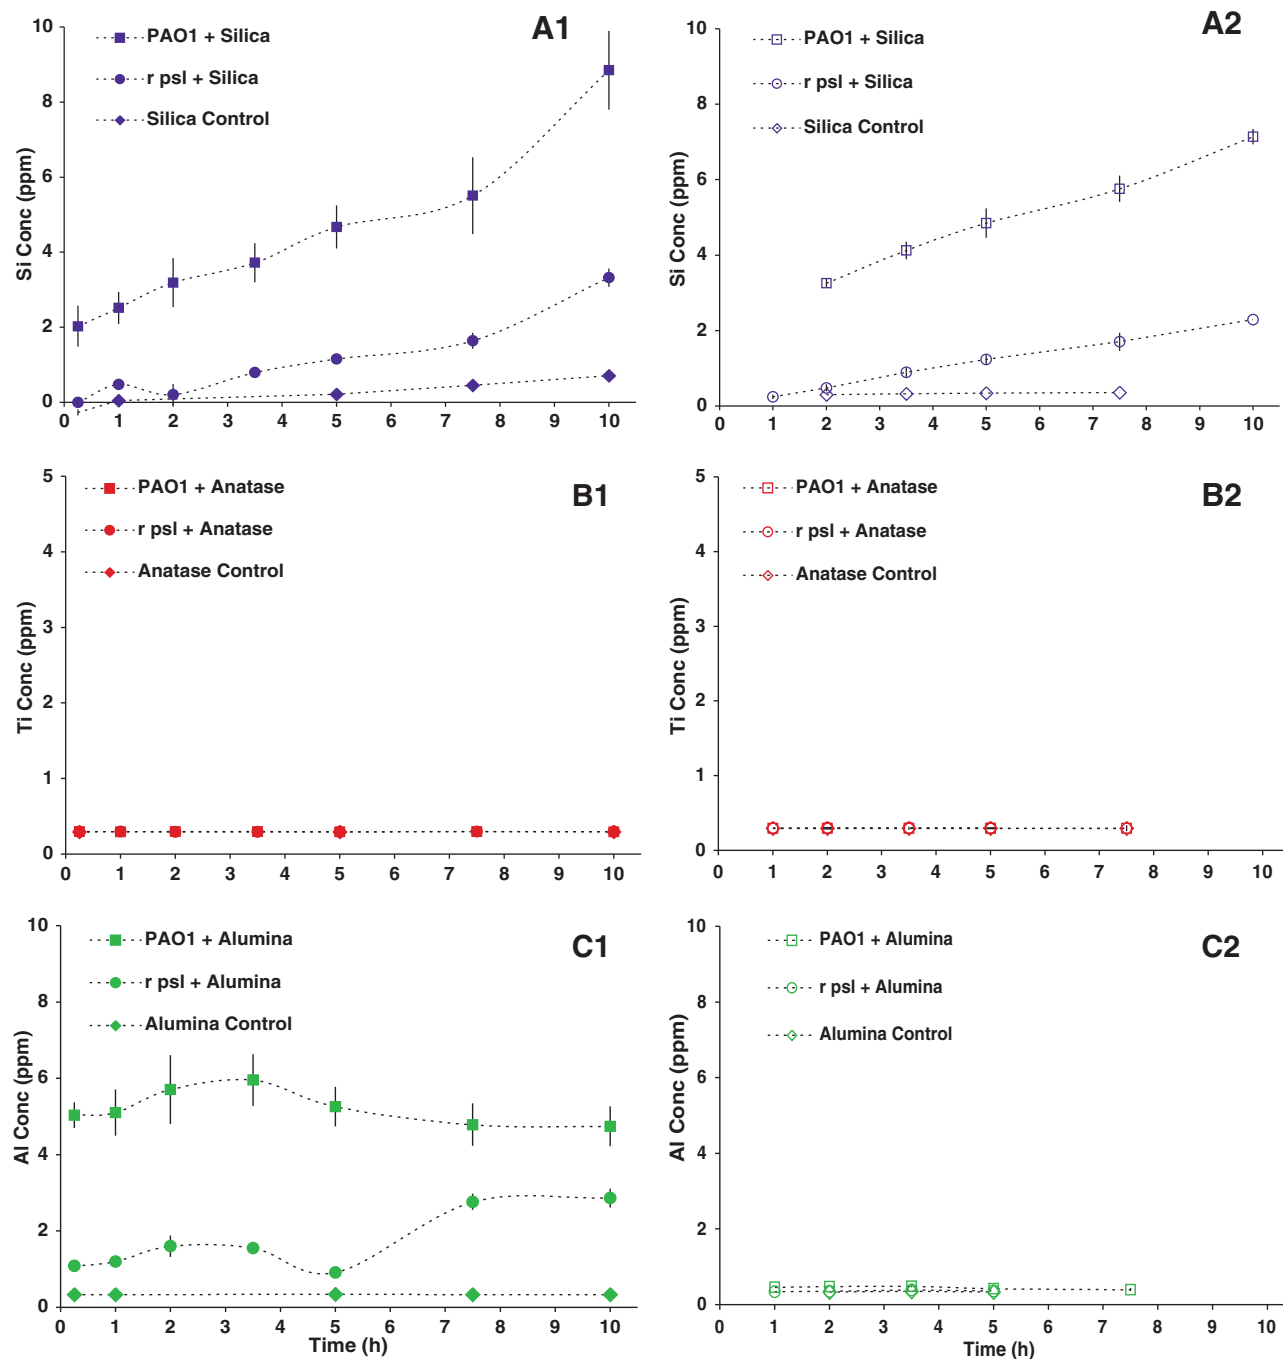 A1
PAO1 + Silica
r psl + Silica
Silica Control
Si Conc (ppm)
10
8
6
4
2
0
0 1 2 3 4 5 6 7 8 9 10
A2
PAO1 + Silica
r psl + Silica
Silica Control
Si Conc (ppm)
10
8
6
4
2
0
0 1 2 3 4 5 6 7 8 9 10
B1
PAO1 + Anatase
r psl + Anatase
Anatase Control
Ti Conc (ppm)
5
4
3
2
1
0
0 1 2 3 4 5 6 7 8 9 10
B2
PAO1 + Anatase
r psl + Anatase
Anatase Control
Ti Conc (ppm)
5
4
3
2
1
0
0 1 2 3 4 5 6 7 8 9 10
C1
PAO1 + Alumina
r psl + Alumina
Alumina Control
Al Conc (ppm)
10
8
6
4
2
0
0 1 2 3 4 5 6 7 8 9 10
Time (h)
C2
PAO1 + Alumina
r psl + Alumina
Alumina Control
Al Conc (ppm)
10
8
6
4
2
0
0 1 2 3 4 5 6 7 8 9 10
Time (h)